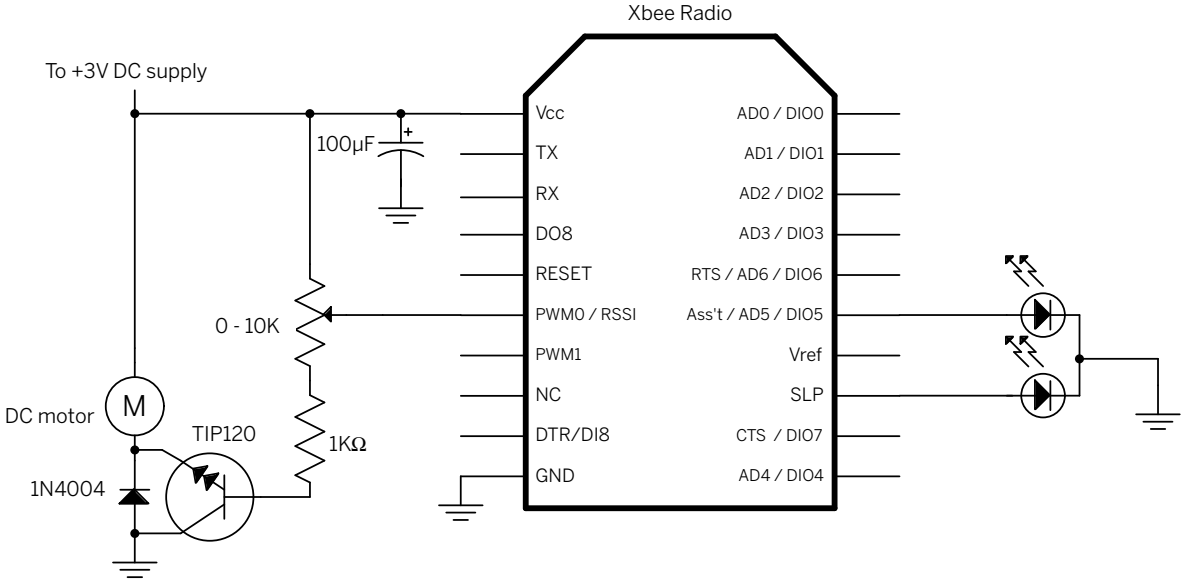 Xbee Radio
To +3V DC supply
Vcc
TX
RX
DO8
RESET
PWM0 / RSSI
PWM1
NC
DTR/DI8
GND
AD0 / DIO0
AD1 / DIO1
AD2 / DIO2
AD3 / DIO3
RTS / AD6 / DIO6
Ass't / AD5 / DIO5
Vref
SLP
CTS / DIO7
AD4 / DIO4
100µF
+
0 - 10K
DC motor
M
TIP120
1KΩ
1N4004